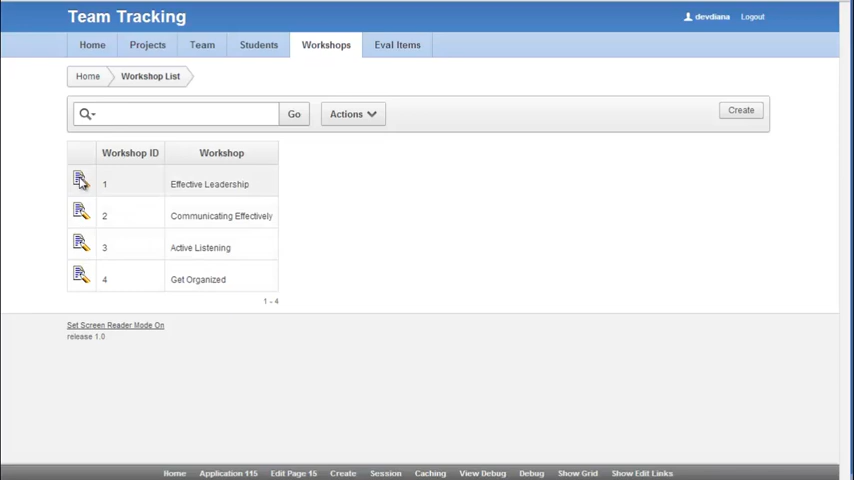 Team Tracking
devdiana Logout
Home Projects Team Students Workshops Eval Items
Home Workshop List
Go Actions Create
Workshop ID Workshop
1 Effective Leadership
2 Communicating Effectively
3 Active Listening
4 Get Organized
1 - 4
Set Screen Reader Mode On
release 1.0
Home Application 115 Edit Page 15 Create Session Caching View Debug Debug Show Grid Show Edit Links